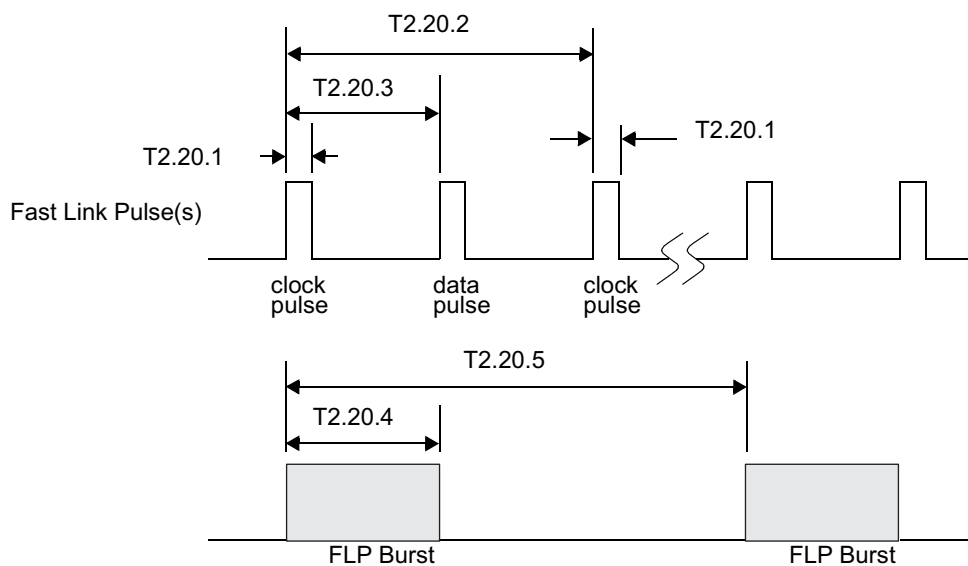 T2.20.2
T2.20.3
T2.20.1
T2.20.1
Fast Link Pulse(s)
clock
pulse
data
pulse
clock
pulse
T2.20.5
T2.20.4
FLP Burst
FLP Burst